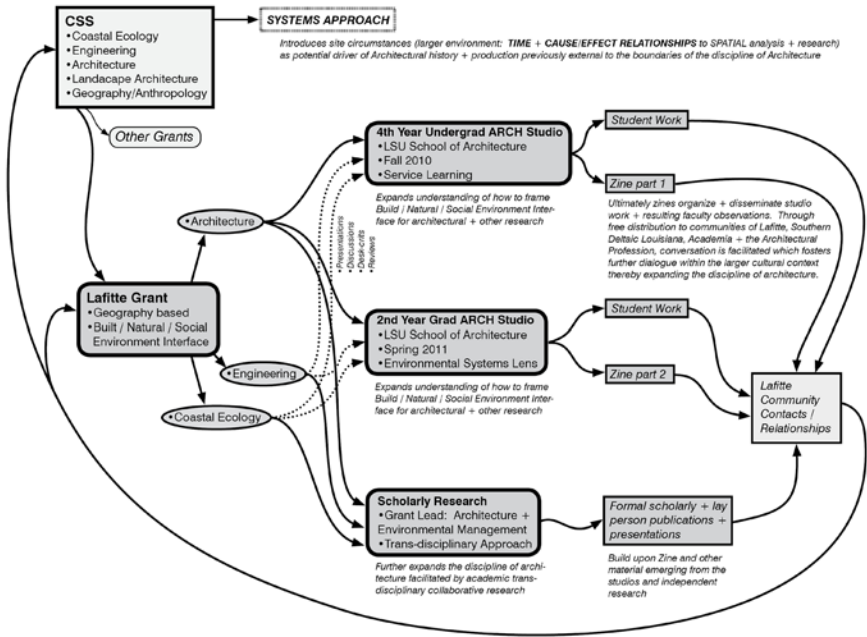 CSS
•Coastal Ecology
•Engineering
•Architecture
•Landacape Architecture
•Geography/Anthropology
SYSTEMS APPROACH
Introduces site circumstances (larger environment: TIME + CAUSE/EFFECT RELATIONSHIPS to SPATIAL analysis + research)
as potential driver of Architectural history + production previously external to the boundaries of the discipline of Architecture
Other Grants
•Architecture
Lafitte Grant
•Geography based
•Built / Natural / Social
Environment Interface
•Engineering
•Coastal Ecology
4th Year Undergrad ARCH Studio
•LSU School of Architecture
•Fall 2010
•Service Learning
Expands understanding of how to frame
Build / Natural / Social Environment Inter-
face for architectural + other research
•Presentations
•Discussions
•Desk-crits
•Reviews
Student Work
Zine part 1
Ultimately zines organize + disseminate studio
work + resulting faculty observations. Through
free distribution to communities of Lafitte, Southern
Deltaic Louisiana, Academia + the Architectural
Profession, conversation is facilitated which fosters
further dialogue within the larger cultural context
thereby expanding the discipline of architecture.
2nd Year Grad ARCH Studio
•LSU School of Architecture
•Spring 2011
•Environmental Systems Lens
Expands understanding of how to frame
Build / Natural / Social Environment Inter-
face for architectural + other research
Student Work
Zine part 2
Lafitte
Community
Contacts /
Relationships
Scholarly Research
•Grant Lead: Architecture +
Environmental Management
•Trans-disciplinary Approach
Further expands the discipline of archi-
tecture facilitated by academic trans-
disciplinary collaborative research
Formal scholarly + lay
person publications +
presentations
Build upon Zine and other
material emerging from the
studios and independent
research